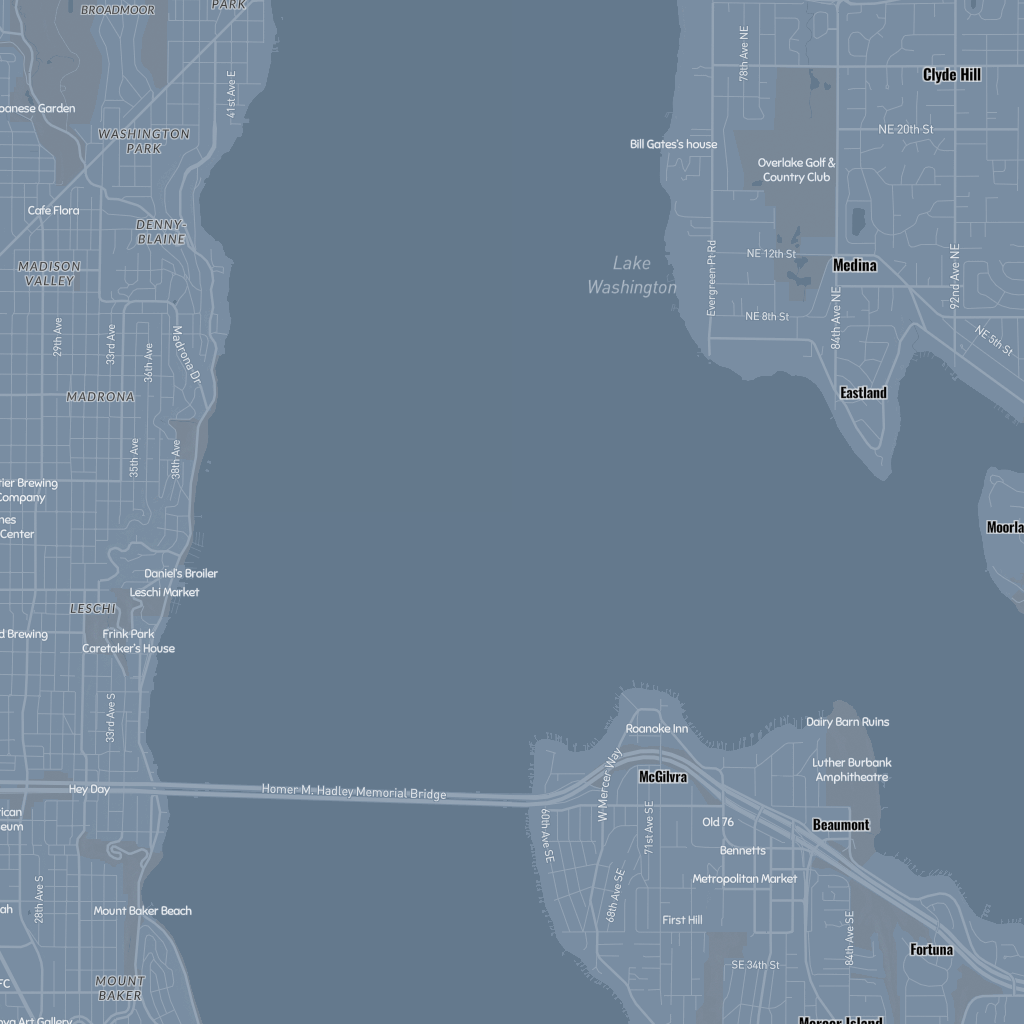 BROADMOOR
PARK
41st Ave E
78th Ave NE
Clyde Hill
Garden
WASHINGTON
PARK
NE 20th St
Bill Gates's house
Overlake Golf &
Country Club
Cafe Flora
DENNY-
BLAINE
MADISON
VALLEY
Lake
Washington
Evergreen Pt Rd
NE 12th St
Medina
92nd Ave NE
NE 8th St
84th Ave NE
NE 5th St
29th Ave
33rd Ave
36th Ave
Madrona Dr
MADRONA
Eastland
35th Ave
38th Ave
Brewing
Company
Center
Moorla
Daniel's Broiler
Leschi Market
LESCHI
Brewing
Frink Park
Caretaker's House
33rd Ave S
Roanoke Inn
Dairy Barn Ruins
W Mercer Way
McGilvra
Luther Burbank
Amphitheatre
Hey Day
Homer M. Hadley Memorial Bridge
60th Ave SE
71st Ave SE
Old 76
Beaumont
Bennetts
Metropolitan Market
28th Ave S
68th Ave SE
Mount Baker Beach
First Hill
84th Ave SE
Fortuna
SE 34th St
MOUNT
BAKER
FC
Art Gallery
Mercer Island